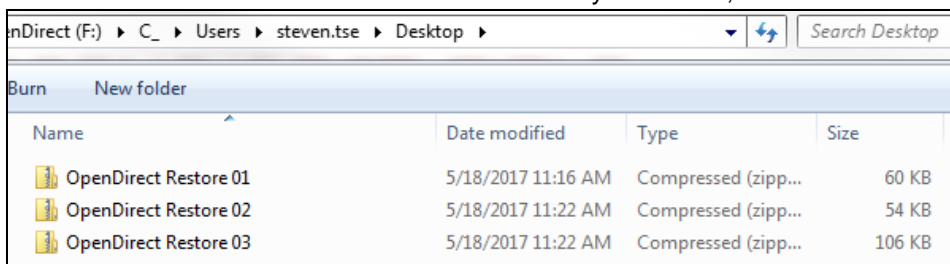 nDirect (F:) ▸ C_ ▸ Users ▸ steven.tse ▸ Desktop ▸ Search Desktop
Burn New folder
Name Date modified Type Size
OpenDirect Restore 01 5/18/2017 11:16 AM Compressed (zipp... 60 KB
OpenDirect Restore 02 5/18/2017 11:22 AM Compressed (zipp... 54 KB
OpenDirect Restore 03 5/18/2017 11:22 AM Compressed (zipp... 106 KB